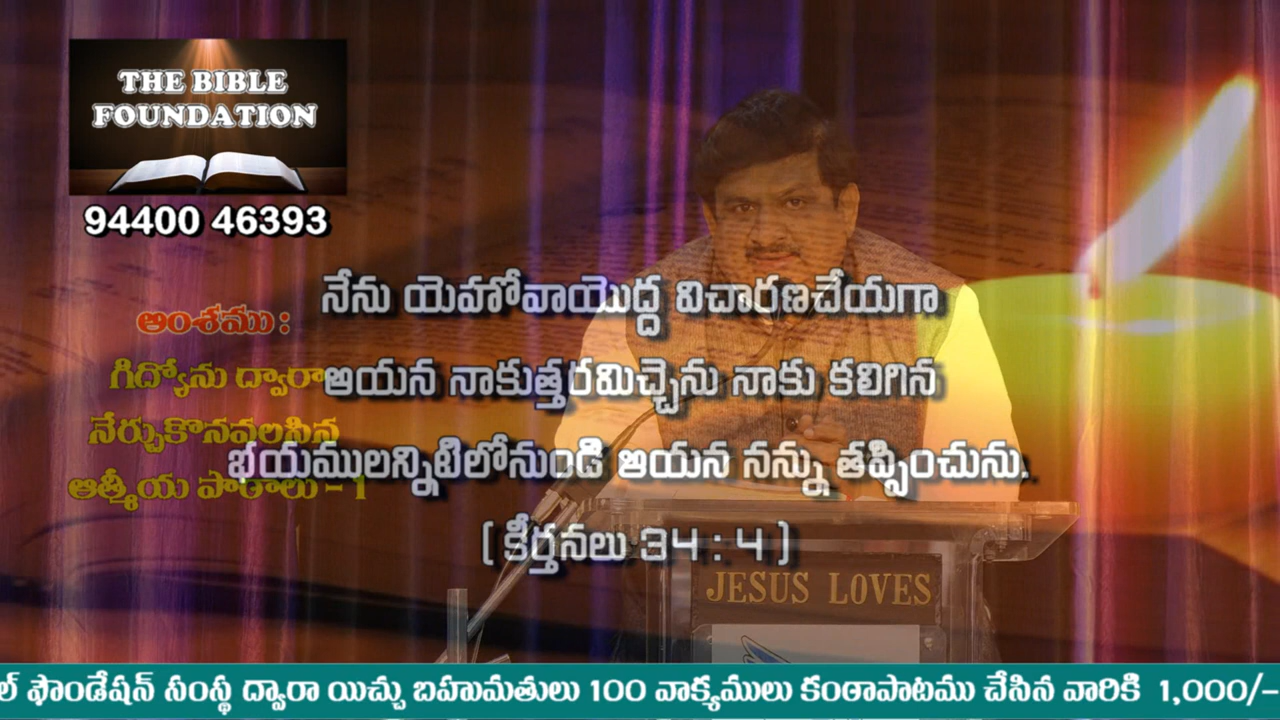 THE BIBLE
FOUNDATION
94400 46393
అంశము :
గిద్యోను ద్వారా
నేర్చుకొనవలసిన
ఆత్మీయ పాఠాలు - 1
నేను యెహోవాయొద్ద విచారణచేయగా
ఆయన నాకుత్తరమిచ్చెను నాకు కలిగిన
భయములన్నిటిలోనుండి ఆయన నన్ను తప్పించును.
( కీర్తనలు 34 : 4 )
JESUS LOVES
ల్ ఫౌండేషన్ సంస్థ ద్వారా యిచ్చు బహుమతులు 100 వాక్యములు కంఠాపాటము చేసిన వారికి 1,000/-